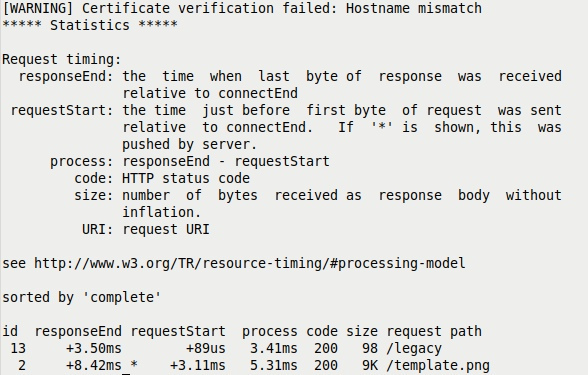 [WARNING] Certificate verification failed: Hostname mismatch
***** Statistics *****
Request timing:
responseEnd: the time when last byte of response was received
relative to connectEnd
requestStart: the time just before first byte of request was sent
relative to connectEnd. If '*' is shown, this was
pushed by server.
process: responseEnd - requestStart
code: HTTP status code
size: number of bytes received as response body without
inflation.
URI: request URI
see http://www.w3.org/TR/resource-timing/#processing-model
sorted by 'complete'
id responseEnd requestStart process code size request path
13 +3.50ms +89us 3.41ms 200 98 /legacy
2 +8.42ms * +3.11ms 5.31ms 200 9K /template.png